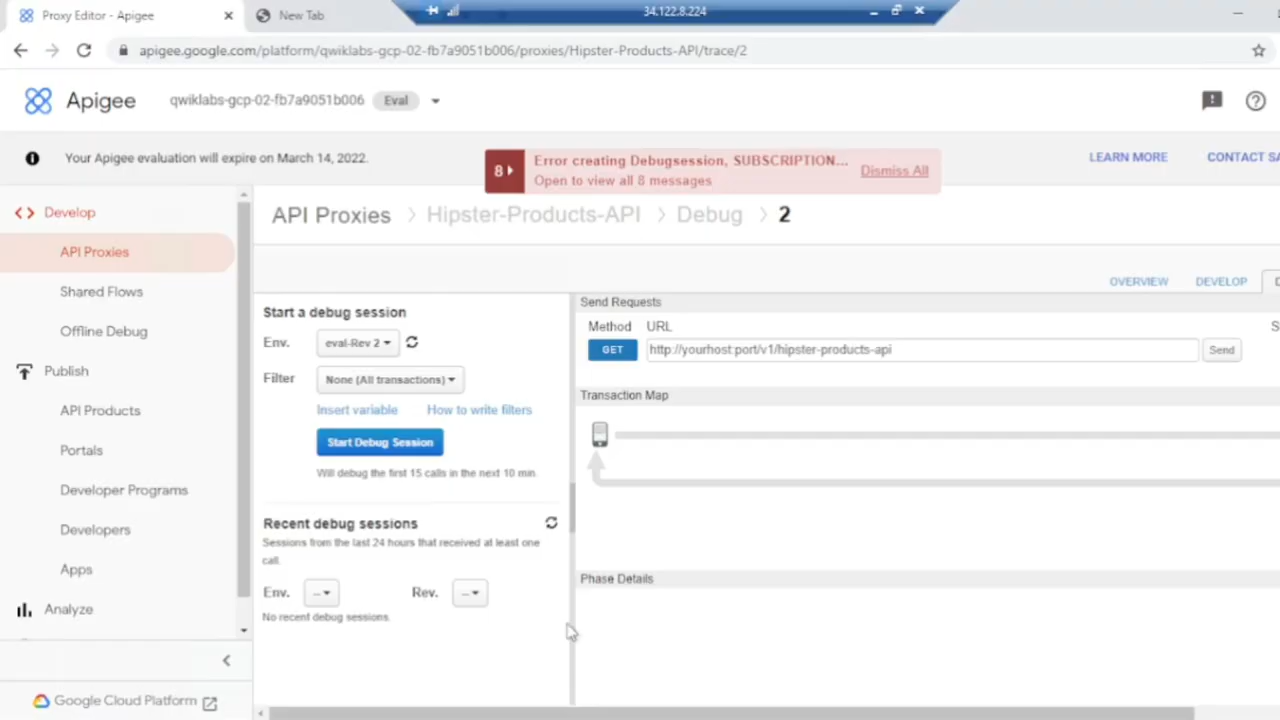 Proxy Editor - Apigee
New Tab
34.122.8.224
apigee.google.com/platform/qwiklabs-gcp-02-fb7a9051b006/proxies/Hipster-Products-API/trace/2
Apigee
qwiklabs-gcp-02-fb7a9051b006
Eval
Your Apigee evaluation will expire on March 14, 2022.
8
Error creating Debugsession, SUBSCRIPTION...
Open to view all 8 messages
Dismiss All
LEARN MORE
CONTACT SA
Develop
API Proxies
Shared Flows
Offline Debug
Publish
API Products
Portals
Developer Programs
Developers
Apps
Analyze
Google Cloud Platform
API Proxies > Hipster-Products-API > Debug > 2
OVERVIEW
DEVELOP
Start a debug session
Env.
eval-Rev 2
Filter
None (All transactions)
Insert variable
How to write filters
Start Debug Session
Will debug the first 15 calls in the next 10 min.
Recent debug sessions
Sessions from the last 24 hours that received at least one
call.
Env.
--
Rev.
--
No recent debug sessions.
Send Requests
Method
URL
GET
http://yourhost:port/v1/hipster-products-api
Send
Transaction Map
Phase Details